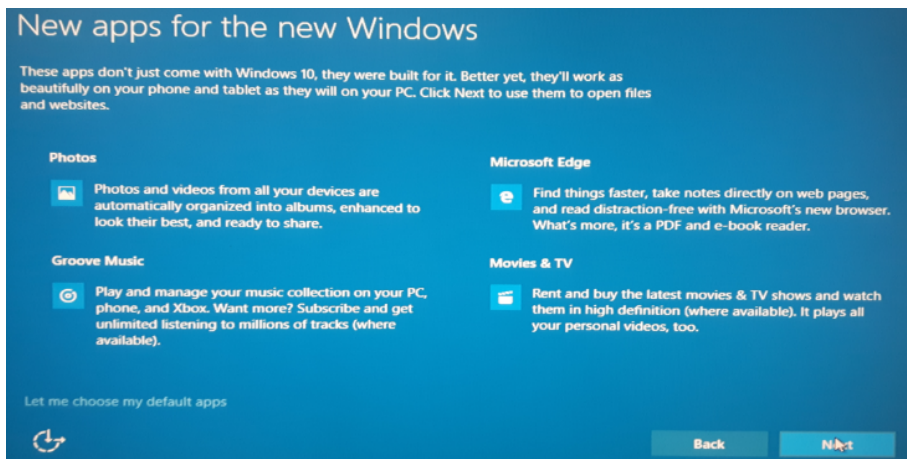 New apps for the new Windows
These apps don't just come with Windows 10, they were built for it. Better yet, they'll work as
beautifully on your phone and tablet as they will on your PC. Click Next to use them to open files
and websites.
Photos
Photos and videos from all your devices are
automatically organized into albums, enhanced to
look their best, and ready to share.
Microsoft Edge
Find things faster, take notes directly on web pages,
and read distraction-free with Microsoft's new browser.
What's more, it's a PDF and e-book reader.
Groove Music
Play and manage your music collection on your PC,
phone, and Xbox. Want more? Subscribe and get
unlimited listening to millions of tracks (where
available).
Movies & TV
Rent and buy the latest movies & TV shows and watch
them in high definition (where available). It plays all
your personal videos, too.
Let me choose my default apps
Back
Next